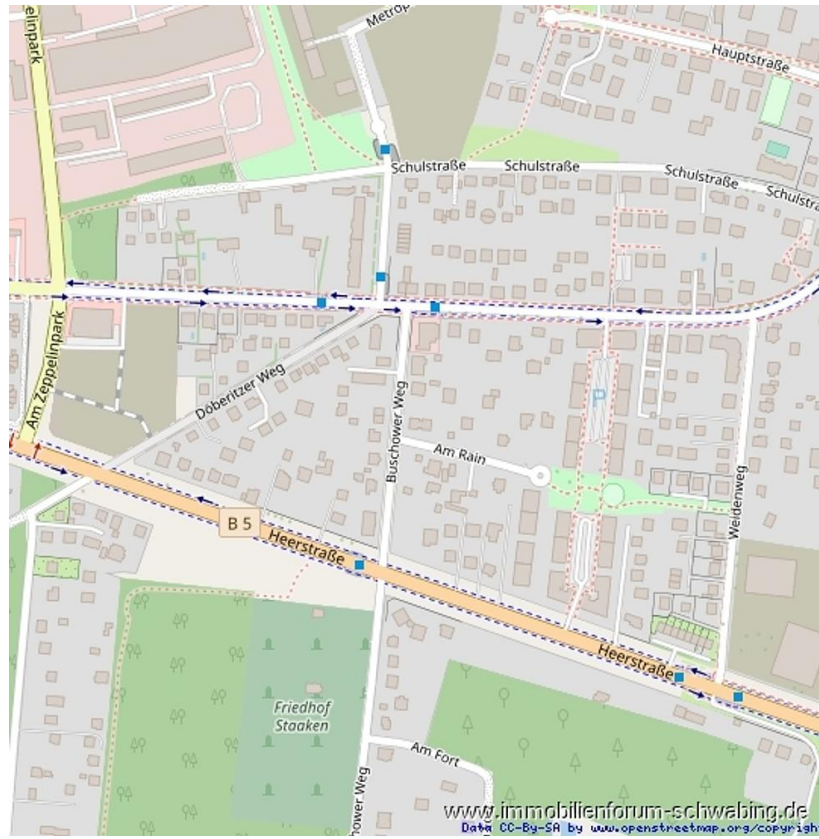 elinpark
Metrop
Hauptstraße
Schulstraße
Schulstraße
Schulstraße
Schulstra
Am Zeppelinpark
Döberitzer Weg
Buschower Weg
Am Rain
P
Weidenweg
B 5
Heerstraße
Heerstraße
Friedhof
Staaken
Am Fort
hower Weg
www.immobilienforum-schwabing.de
Data CC-By-SA by www.openstreetmap.org/copyrigh